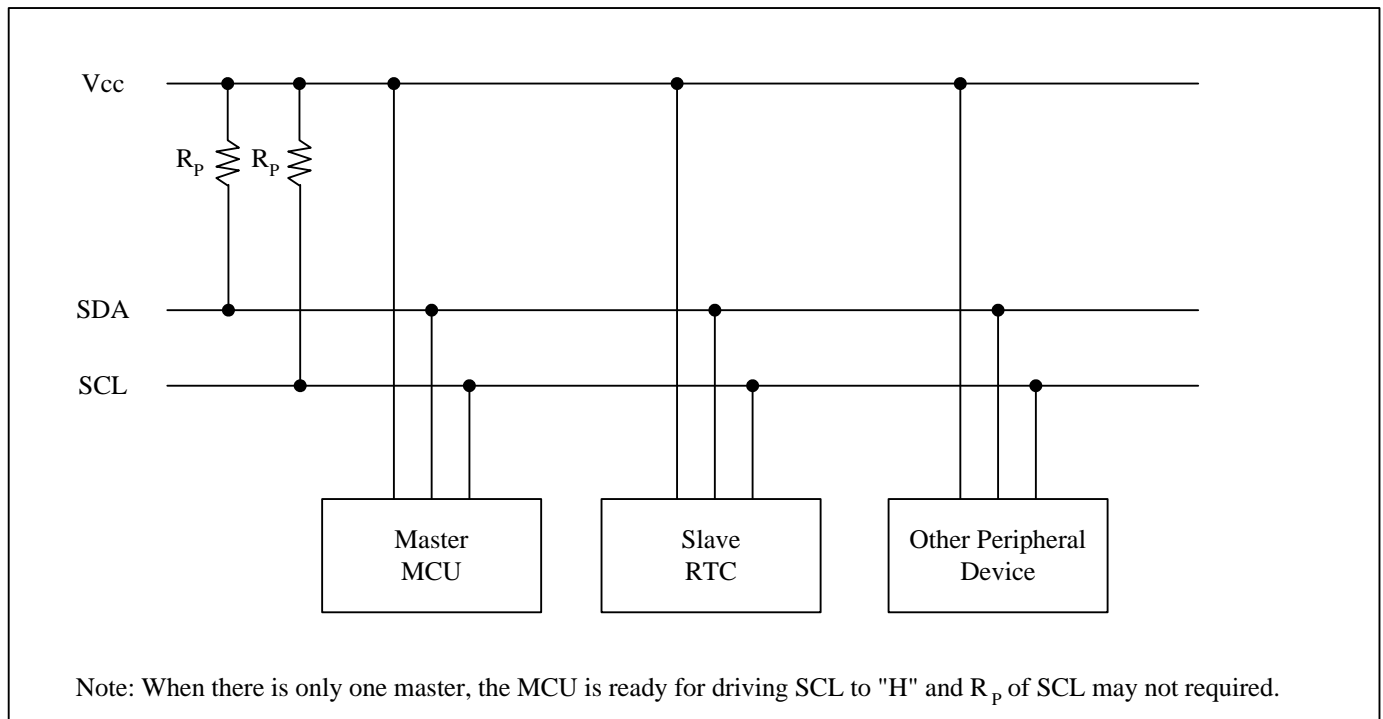 Vcc
R_P R_P
SDA
SCL
Master
MCU
Slave
RTC
Other Peripheral
Device
Note: When there is only one master, the MCU is ready for driving SCL to "H" and R_P of SCL may not required.